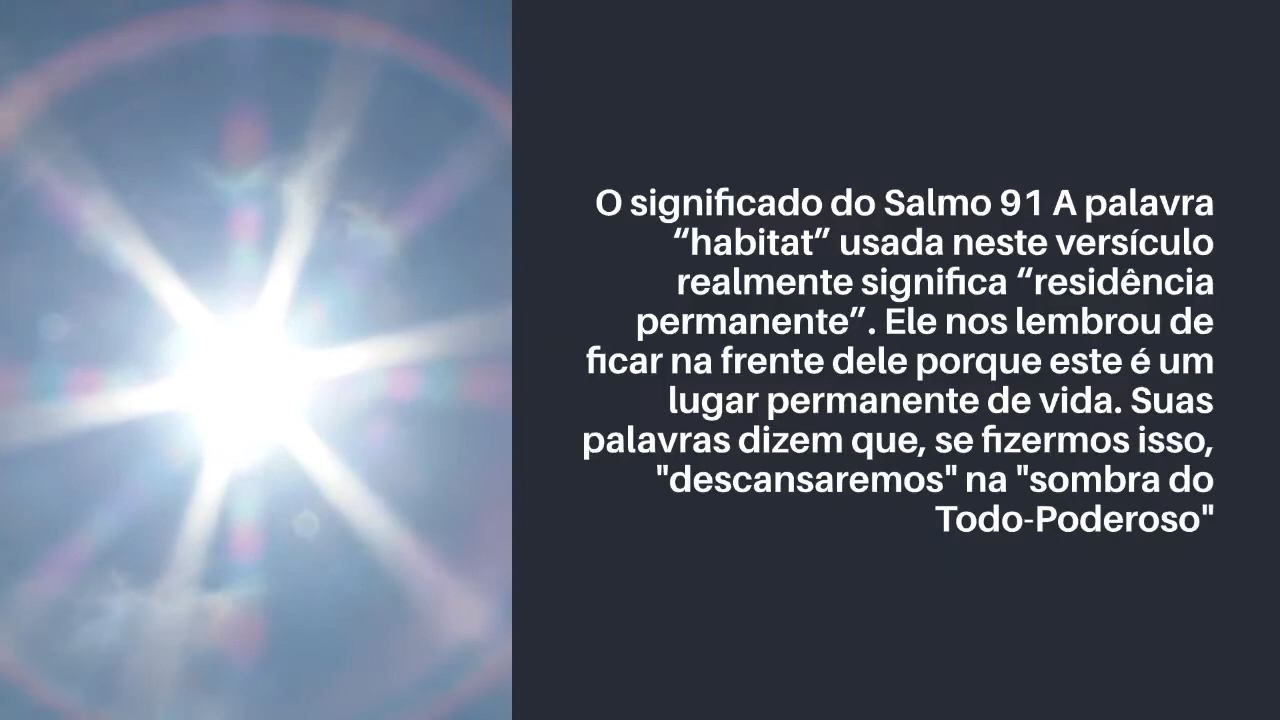 O significado do Salmo 91 A palavra
“habitat” usada neste versículo
realmente significa “residência
permanente”. Ele nos lembrou de
ficar na frente dele porque este é um
lugar permanente de vida. Suas
palavras dizem que, se fizermos isso,
"descansaremos" na "sombra do
Todo-Poderoso"